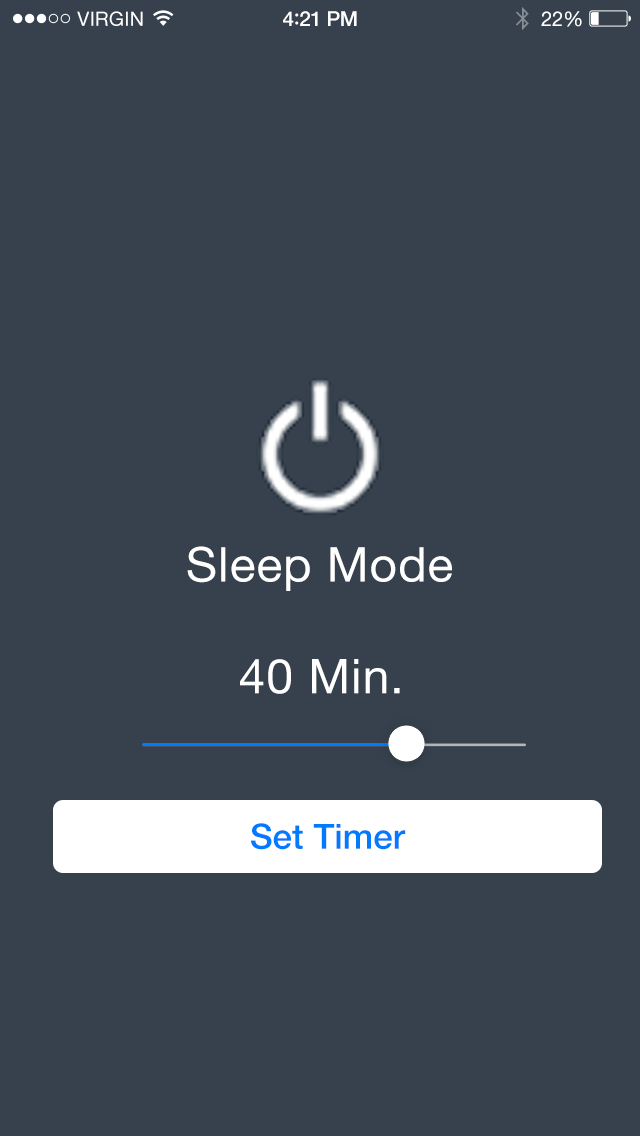 VIRGIN 4:21 PM 22%
Sleep Mode
40 Min.
Set Timer